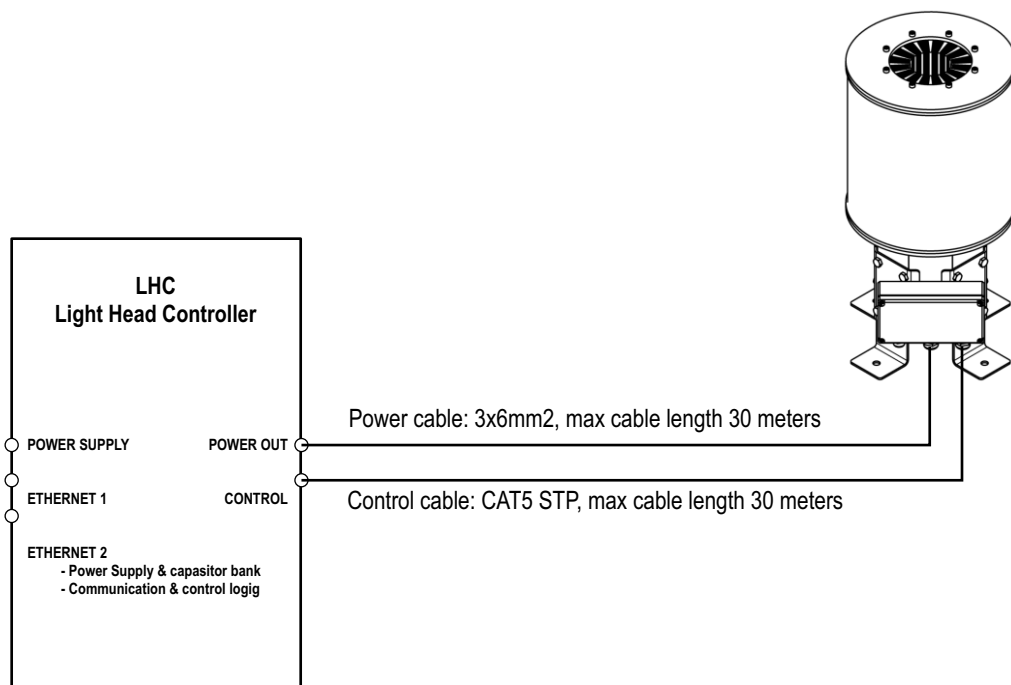 LHC
Light Head Controller
Power cable: 3x6mm2, max cable length 30 meters
POWER SUPPLY
POWER OUT
ETHERNET 1
CONTROL
Control cable: CAT5 STP, max cable length 30 meters
ETHERNET 2
- Power Supply & capasitor bank
- Communication & control logig